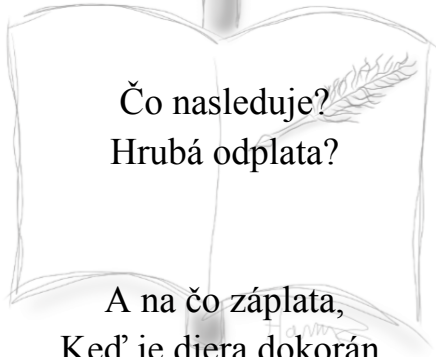 Čo nasleduje?
Hrubá odplata?
A na čo záplata,
Keď je diera dokorán